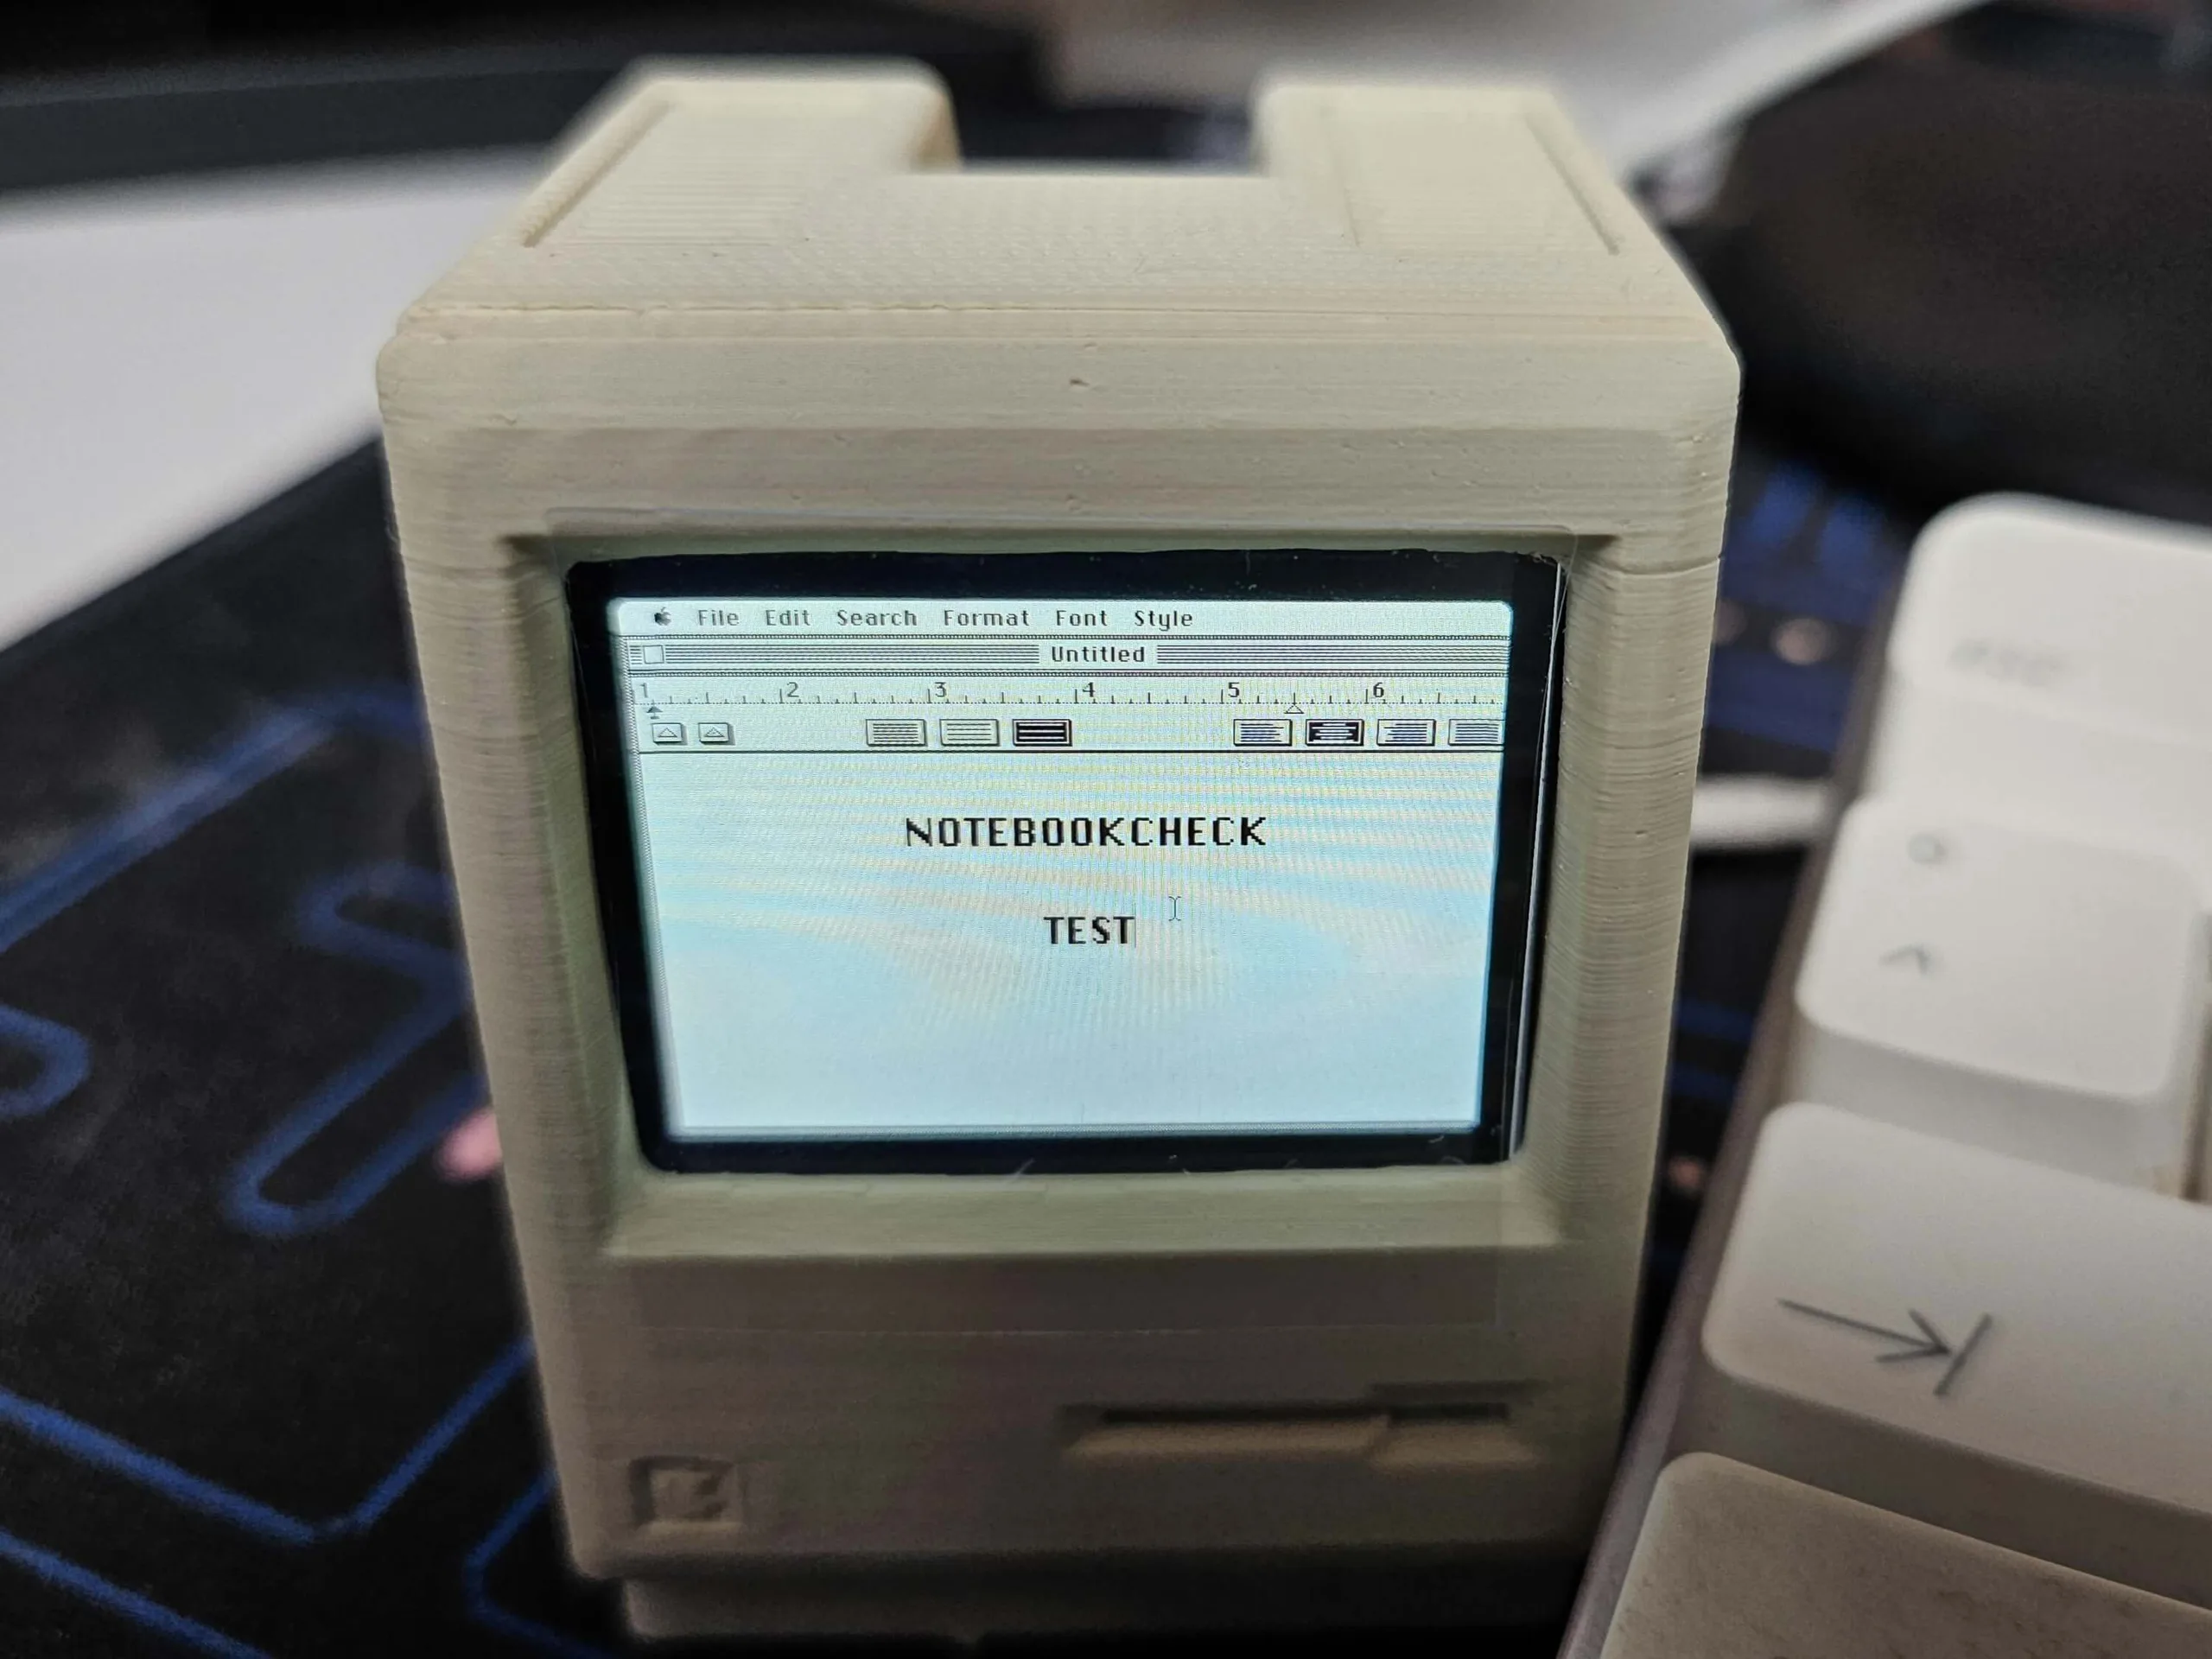 File Edit Search Format Font Style
Untitled
1 2 3 4 5 6
NOTEBOOKCHECK
TEST